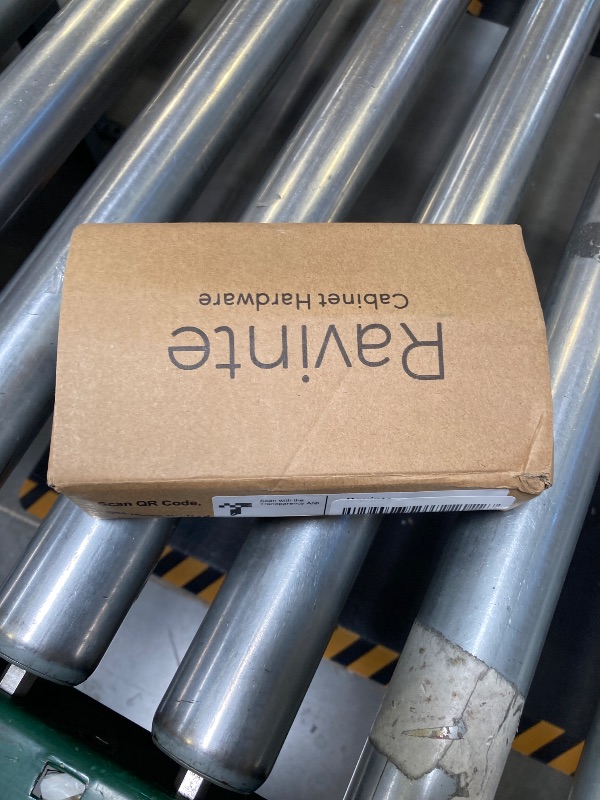 Ravinte
Cabinet Hardware
Scan QR Code.
Scan with the
Transparency App